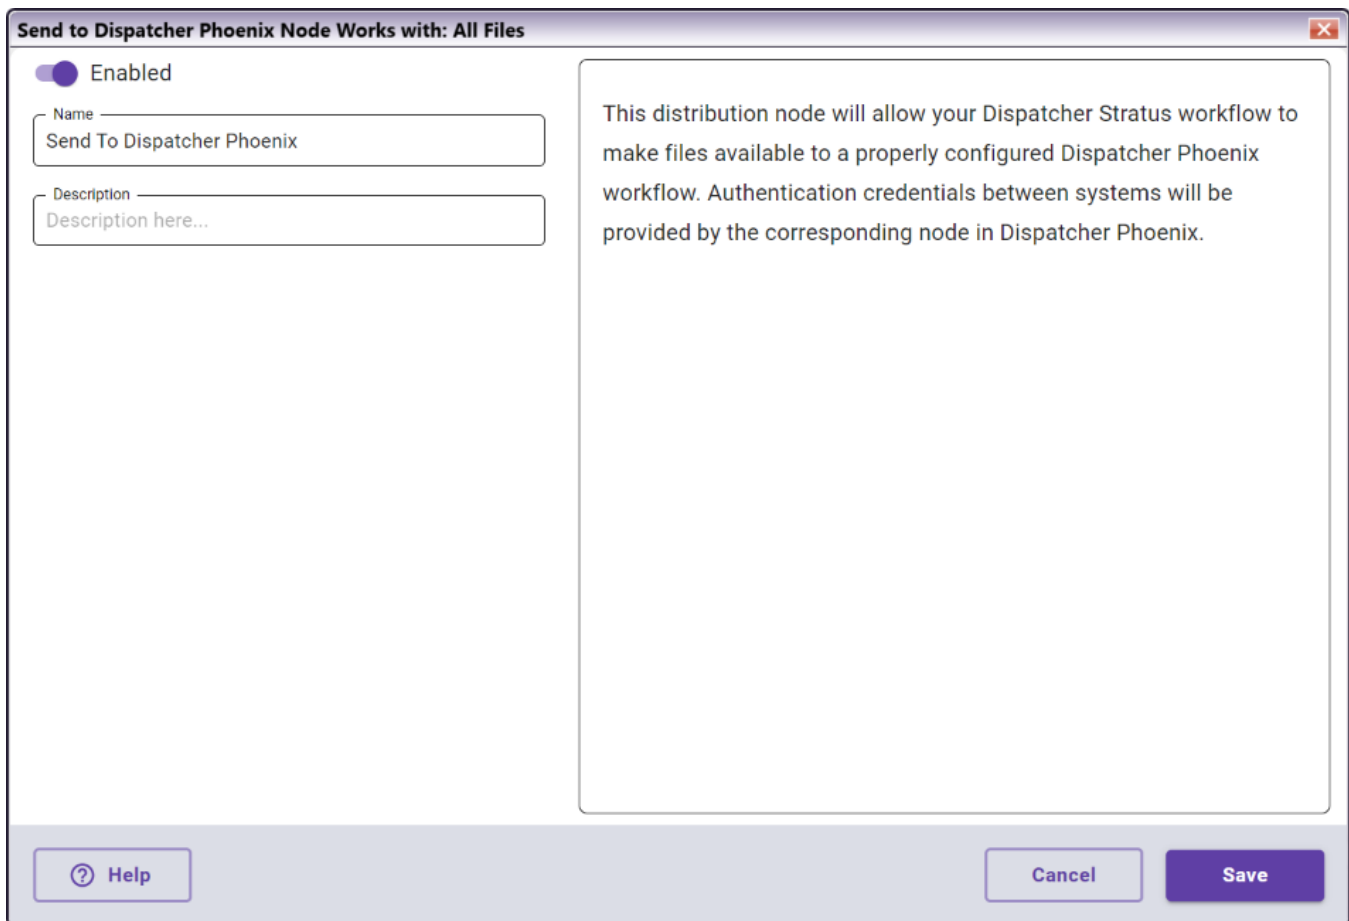 Send to Dispatcher Phoenix Node Works with: All Files
Enabled
Name
Send To Dispatcher Phoenix
Description
Description here...
This distribution node will allow your Dispatcher Stratus workflow to
make files available to a properly configured Dispatcher Phoenix
workflow. Authentication credentials between systems will be
provided by the corresponding node in Dispatcher Phoenix.
Help
Cancel
Save